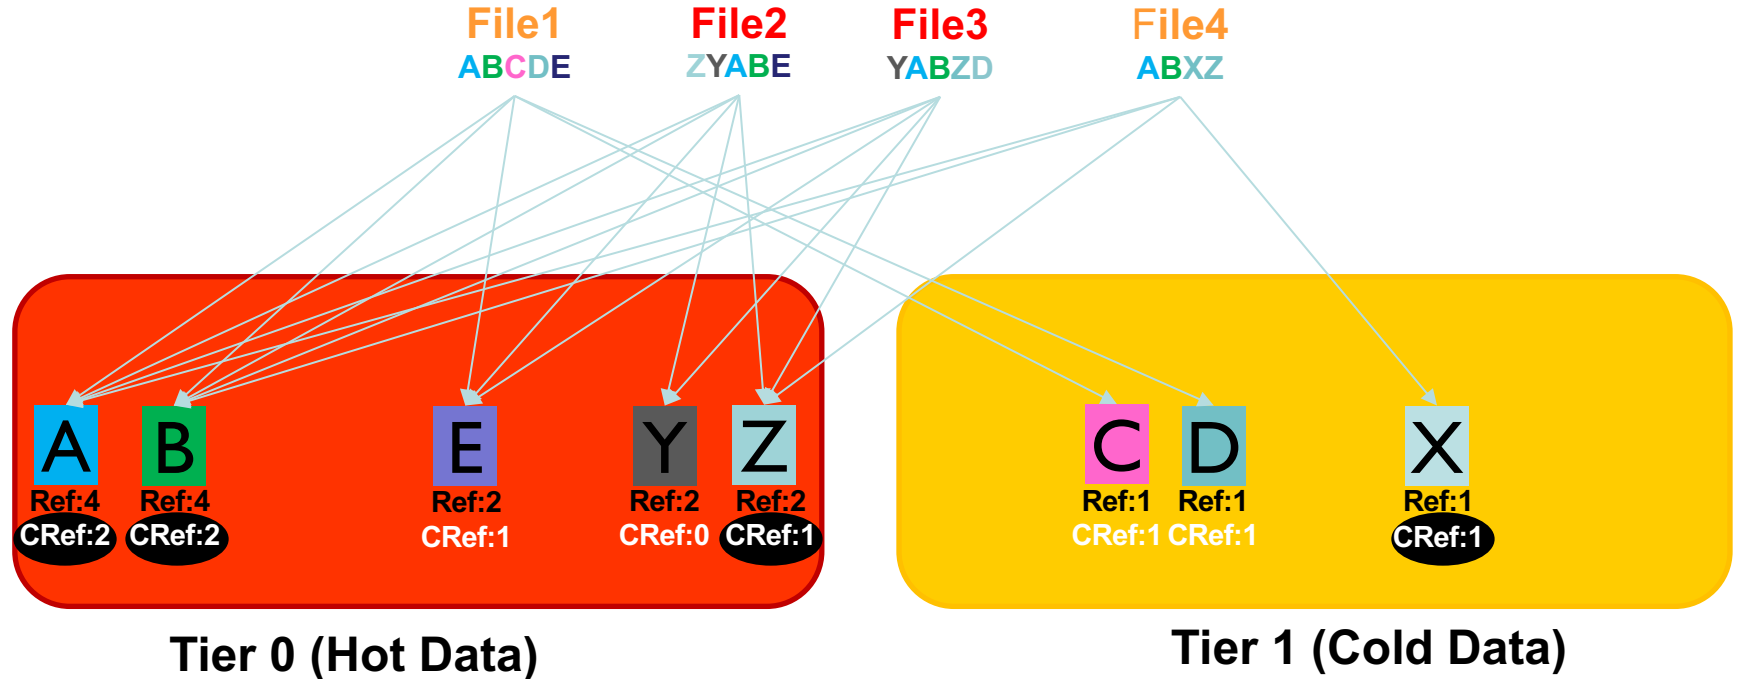 File1 File2 File3 File4
ABCDE ZYABE YABZD ABXZ
A B E Y Z C D X
Ref:4 Ref:4 Ref:2 Ref:2 Ref:2 Ref:1 Ref:1 Ref:1
CRef:2 CRef:2 CRef:1 CRef:0 CRef:1 CRef:1 CRef:1 CRef:1
Tier 0 (Hot Data) Tier 1 (Cold Data)